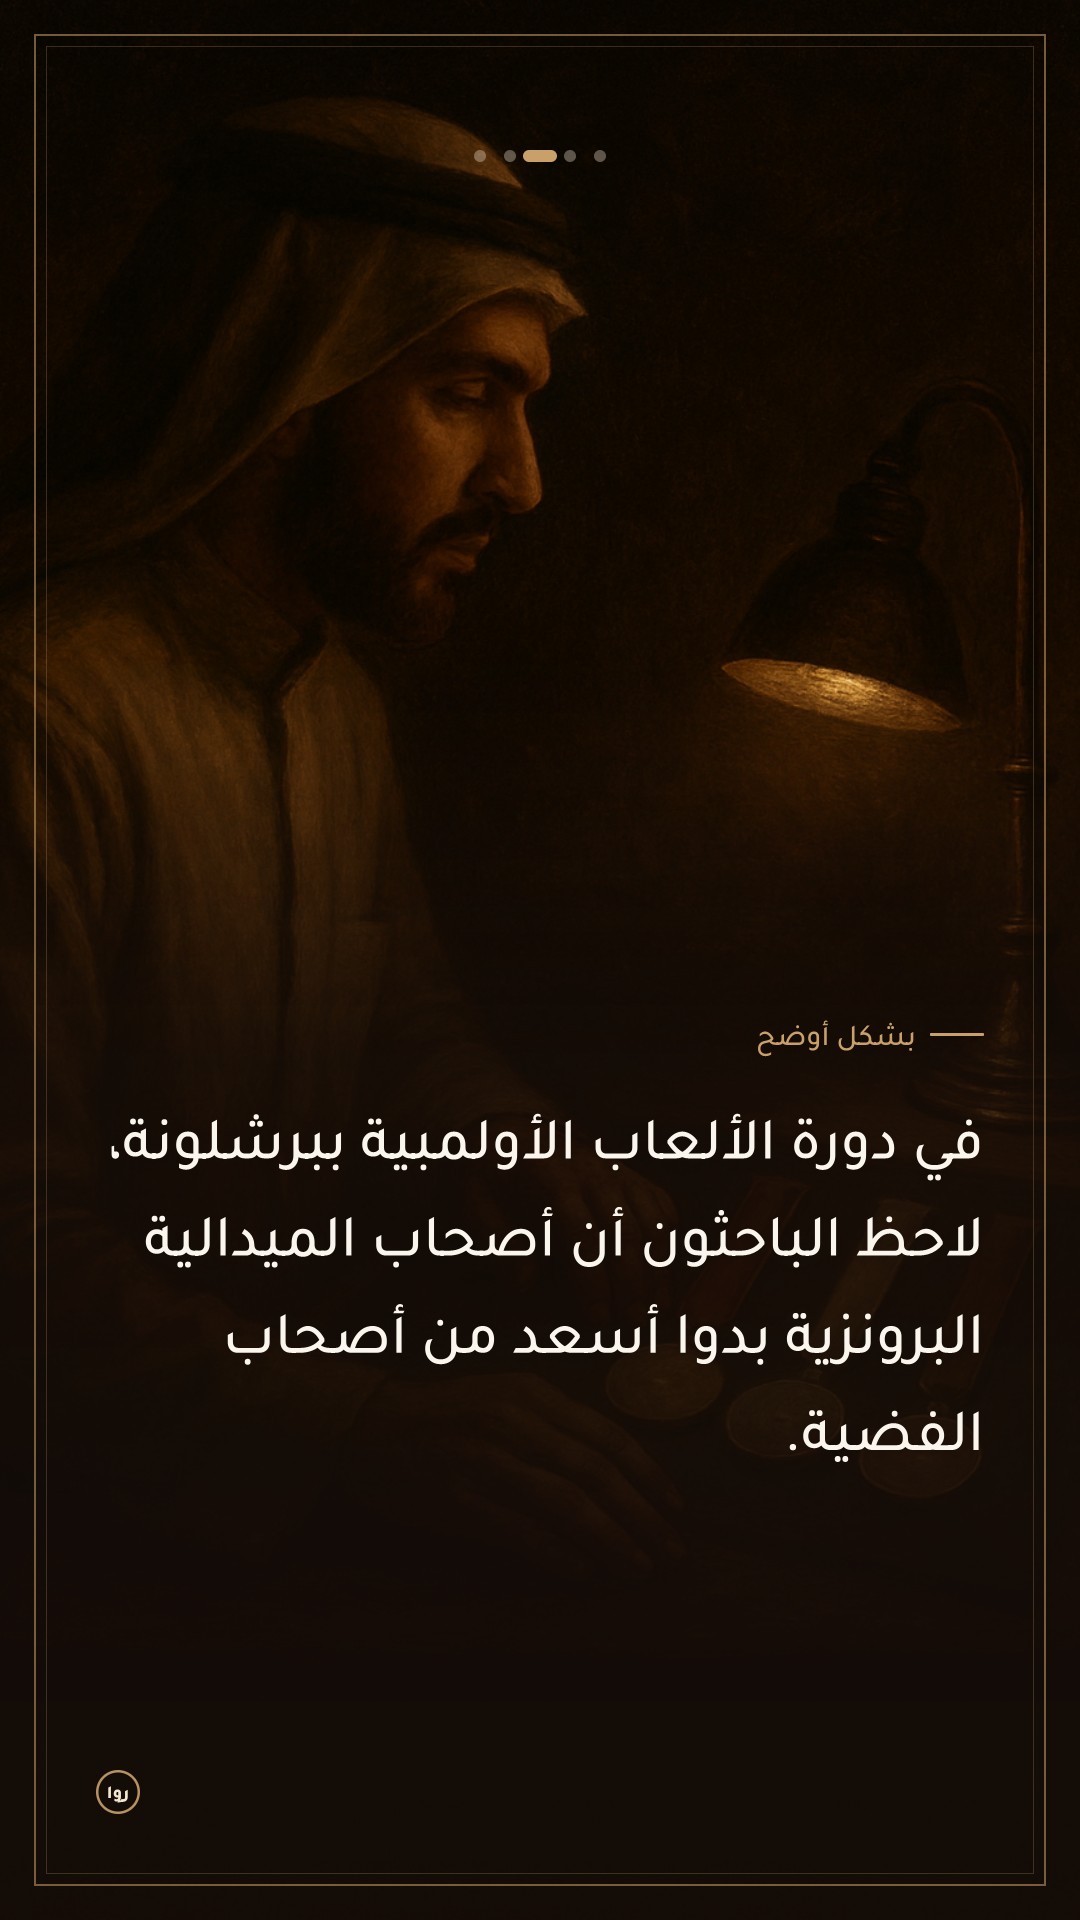 بشكل أوضح
في دورة الألعاب الأولمبية ببرشلونة،
لاحظ الباحثون أن أصحاب الميدالية
البرونزية بدوا أسعد من أصحاب
الفضية.
روا